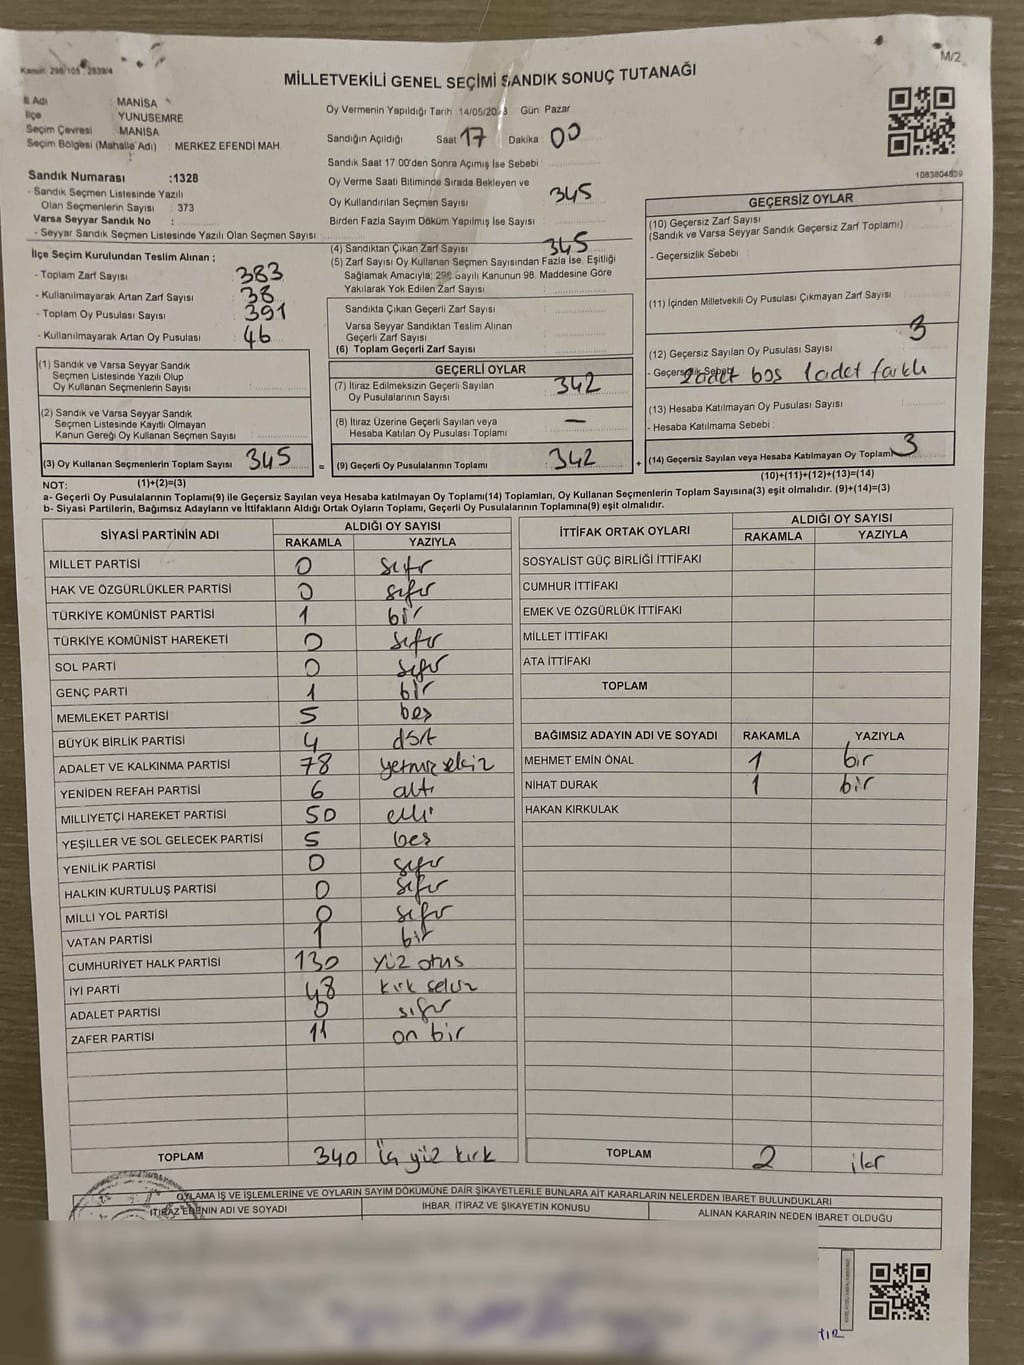 Kanun: 298/105 2839/4
M/2
MİLLETVEKİLİ GENEL SEÇİMİ SANDIK SONUÇ TUTANAĞI
İl Adı : MANİSA
İlçe : YUNUSEMRE
Seçim Çevresi : MANİSA
Seçim Bölgesi (Mahalle Adı) : MERKEZ EFENDİ MAH
Sandık Numarası :1328
- Sandık Seçmen Listesinde Yazılı
Olan Seçmenlerin Sayısı : 373
Varsa Seyyar Sandık No :
- Seyyar Sandık Seçmen Listesinde Yazılı Olan Seçmen Sayısı :
Oy Vermenin Yapıldığı Tarih: 14/05/2023 Gün: Pazar
Sandığın Açıldığı Saat 17 Dakika : 00
Sandık Saat 17 00'den Sonra Açımış İse Sebebi :
Oy Verme Saati Bitiminde Sırada Bekleyen ve
Oy Kullandırılan Seçmen Sayısı : 345
Birden Fazla Sayım Döküm Yapılmış İse Sayısı :
1083804839
İlçe Seçim Kurulundan Teslim Alınan :
- Toplam Zarf Sayısı : 383
- Kullanılmayarak Artan Zarf Sayısı : 38
- Toplam Oy Pusulası Sayısı : 391
- Kullanılmayarak Artan Oy Pusulası : 46
(4) Sandıktan Çıkan Zarf Sayısı 345
(5) Zarf Sayısı Oy Kullanan Seçmen Sayısından Fazla İse, Eşitliği
Sağlamak Amacıyla; 298 Sayılı Kanunun 98. Maddesine Göre
Yakılarak Yok Edilen Zarf Sayısı :
Sandıkta Çıkan Geçerli Zarf Sayısı :
Varsa Seyyar Sandıktan Teslim Alınan
Geçerli Zarf Sayısı :
(6) Toplam Geçerli Zarf Sayısı :
GEÇERSİZ OYLAR
(10) Geçersiz Zarf Sayısı
(Sandık ve Varsa Seyyar Sandık Geçersiz Zarf Toplamı) :
- Geçersizlik Sebebi :
(11) İçinden Milletvekili Oy Pusulası Çıkmayan Zarf Sayısı :
(12) Geçersiz Sayılan Oy Pusulası Sayısı : 3
- Geçersizlik Sebebi : 2 adet boş 1 adet farklı
(13) Hesaba Katılmayan Oy Pusulası Sayısı :
- Hesaba Katılmama Sebebi :
(14) Geçersiz Sayılan veya Hesaba Katılmayan Oy Toplamı 3
(10)+(11)+(12)+(13)=(14)
(1) Sandık ve Varsa Seyyar Sandık
Seçmen Listesinde Yazılı Olup
Oy Kullanan Seçmenlerin Sayısı :
(2) Sandık ve Varsa Seyyar Sandık
Seçmen Listesinde Kayıtlı Olmayan
Kanun Gereği Oy Kullanan Seçmen Sayısı :
(3) Oy Kullanan Seçmenlerin Toplam Sayısı : 345 =
(1)+(2)=(3)
GEÇERLİ OYLAR
(7) İtiraz Edilmeksizin Geçerli Sayılan
Oy Pusulalarının Sayısı : 342
(8) İtiraz Üzerine Geçerli Sayılan veya
Hesaba Katılan Oy Pusulası Toplamı : —
(9) Geçerli Oy Pusulalarının Toplamı : 342 +
NOT:
a- Geçerli Oy Pusulalarının Toplamı(9) ile Geçersiz Sayılan veya Hesaba katılmayan Oy Toplamı(14) Toplamları, Oy Kullanan Seçmenlerin Toplam Sayısına(3) eşit olmalıdır. (9)+(14)=(3)
b- Siyasi Partilerin, Bağımsız Adayların ve İttifakların Aldığı Ortak Oyların Toplamı, Geçerli Oy Pusulalarının Toplamına(9) eşit olmalıdır.
SİYASİ PARTİNİN ADI ALDIĞI OY SAYISI
RAKAMLA YAZIYLA
MİLLET PARTİSİ 0 sıfır
HAK VE ÖZGÜRLÜKLER PARTİSİ 0 sıfır
TÜRKİYE KOMÜNİST PARTİSİ 1 bir
TÜRKİYE KOMÜNİST HAREKETİ 0 sıfır
SOL PARTİ 0 sıfır
GENÇ PARTİ 1 bir
MEMLEKET PARTİSİ 5 beş
BÜYÜK BİRLİK PARTİSİ 4 dört
ADALET VE KALKINMA PARTİSİ 78 yetmiş sekiz
YENİDEN REFAH PARTİSİ 6 altı
MİLLİYETÇİ HAREKET PARTİSİ 50 elli
YEŞİLLER VE SOL GELECEK PARTİSİ 5 beş
YENİLİK PARTİSİ 0 sıfır
HALKIN KURTULUŞ PARTİSİ 0 sıfır
MİLLİ YOL PARTİSİ 0 sıfır
VATAN PARTİSİ 1 bir
CUMHURİYET HALK PARTİSİ 130 yüz otuz
İYİ PARTİ 48 kırk sekiz
ADALET PARTİSİ 0 sıfır
ZAFER PARTİSİ 11 on bir
TOPLAM 340 üç yüz kırk
İTTİFAK ORTAK OYLARI ALDIĞI OY SAYISI
RAKAMLA YAZIYLA
SOSYALİST GÜÇ BİRLİĞİ İTTİFAKI
CUMHUR İTTİFAKI
EMEK VE ÖZGÜRLÜK İTTİFAKI
MİLLET İTTİFAKI
ATA İTTİFAKI
TOPLAM
BAĞIMSIZ ADAYIN ADI VE SOYADI RAKAMLA YAZIYLA
MEHMET EMİN ÖNAL 1 bir
NİHAT DURAK 1 bir
HAKAN KIRKULAK
TOPLAM 2 iki
OYLAMA İŞ VE İŞLEMLERİNE VE OYLARIN SAYIM DÖKÜMÜNE DAİR ŞİKAYETLERLE BUNLARA AİT KARARLARIN NELERDEN İBARET BULUNDUKLARI
İTİRAZ EDENİN ADI VE SOYADI İHBAR, İTİRAZ VE ŞİKAYETİN KONUSU ALINAN KARARIN NEDEN İBARET OLDUĞU